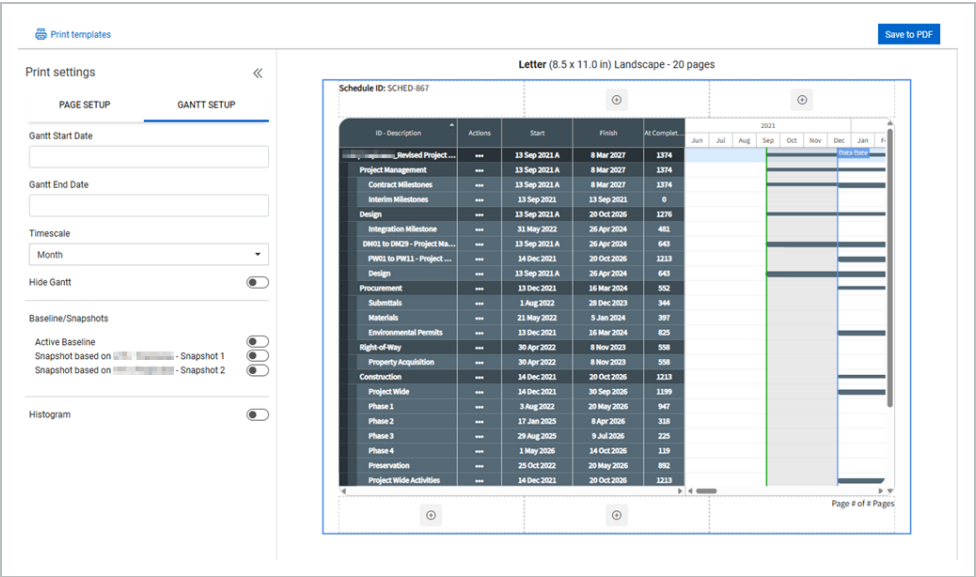 Print templates
Save to PDF
Print settings
Letter (8.5 x 11.0 in) Landscape - 20 pages
PAGE SETUP GANTT SETUP
Gantt Start Date
Gantt End Date
Timescale
Month
Hide Gantt
Baseline/Snapshots
Active Baseline
Snapshot based on - Snapshot 1
Snapshot based on - Snapshot 2
Histogram
Schedule ID: SCHED-867
ID - Description Actions Start Finish At Complet...
2021
Jun Jul Aug Sep Oct Nov Dec Jan
Data Date
_Revised Project ... ••• 13 Sep 2021 A 8 Mar 2027 1374
Project Management ••• 13 Sep 2021 A 8 Mar 2027 1374
Contract Milestones ••• 13 Sep 2021 A 8 Mar 2027 1374
Interim Milestones ••• 13 Sep 2021 13 Sep 2021 0
Design ••• 13 Sep 2021 A 20 Oct 2026 1276
Integration Milestone ••• 31 May 2022 26 Apr 2024 481
DM01 to DM29 - Project Ma... ••• 13 Sep 2021 A 26 Apr 2024 643
PW01 to PW11 - Project ... ••• 14 Dec 2021 20 Oct 2026 1213
Design ••• 13 Sep 2021 A 26 Apr 2024 643
Procurement ••• 13 Dec 2021 16 Mar 2024 552
Submttals ••• 1 Aug 2022 28 Dec 2023 344
Materials ••• 21 May 2022 5 Jan 2024 397
Environmental Permits ••• 13 Dec 2021 16 Mar 2024 825
Right-of-Way ••• 30 Apr 2022 8 Nov 2023 558
Property Acquisition ••• 30 Apr 2022 8 Nov 2023 558
Construction ••• 14 Dec 2021 20 Oct 2026 1213
Project Wide ••• 14 Dec 2021 30 Sep 2026 1199
Phase 1 ••• 3 Aug 2022 20 May 2026 947
Phase 2 ••• 17 Jan 2025 8 Apr 2026 318
Phase 3 ••• 29 Aug 2025 9 Jul 2026 225
Phase 4 ••• 1 May 2026 14 Oct 2026 119
Preservation ••• 25 Oct 2022 20 May 2026 892
Project Wide Activities ••• 14 Dec 2021 20 Oct 2026 1213
Page # of # Pages